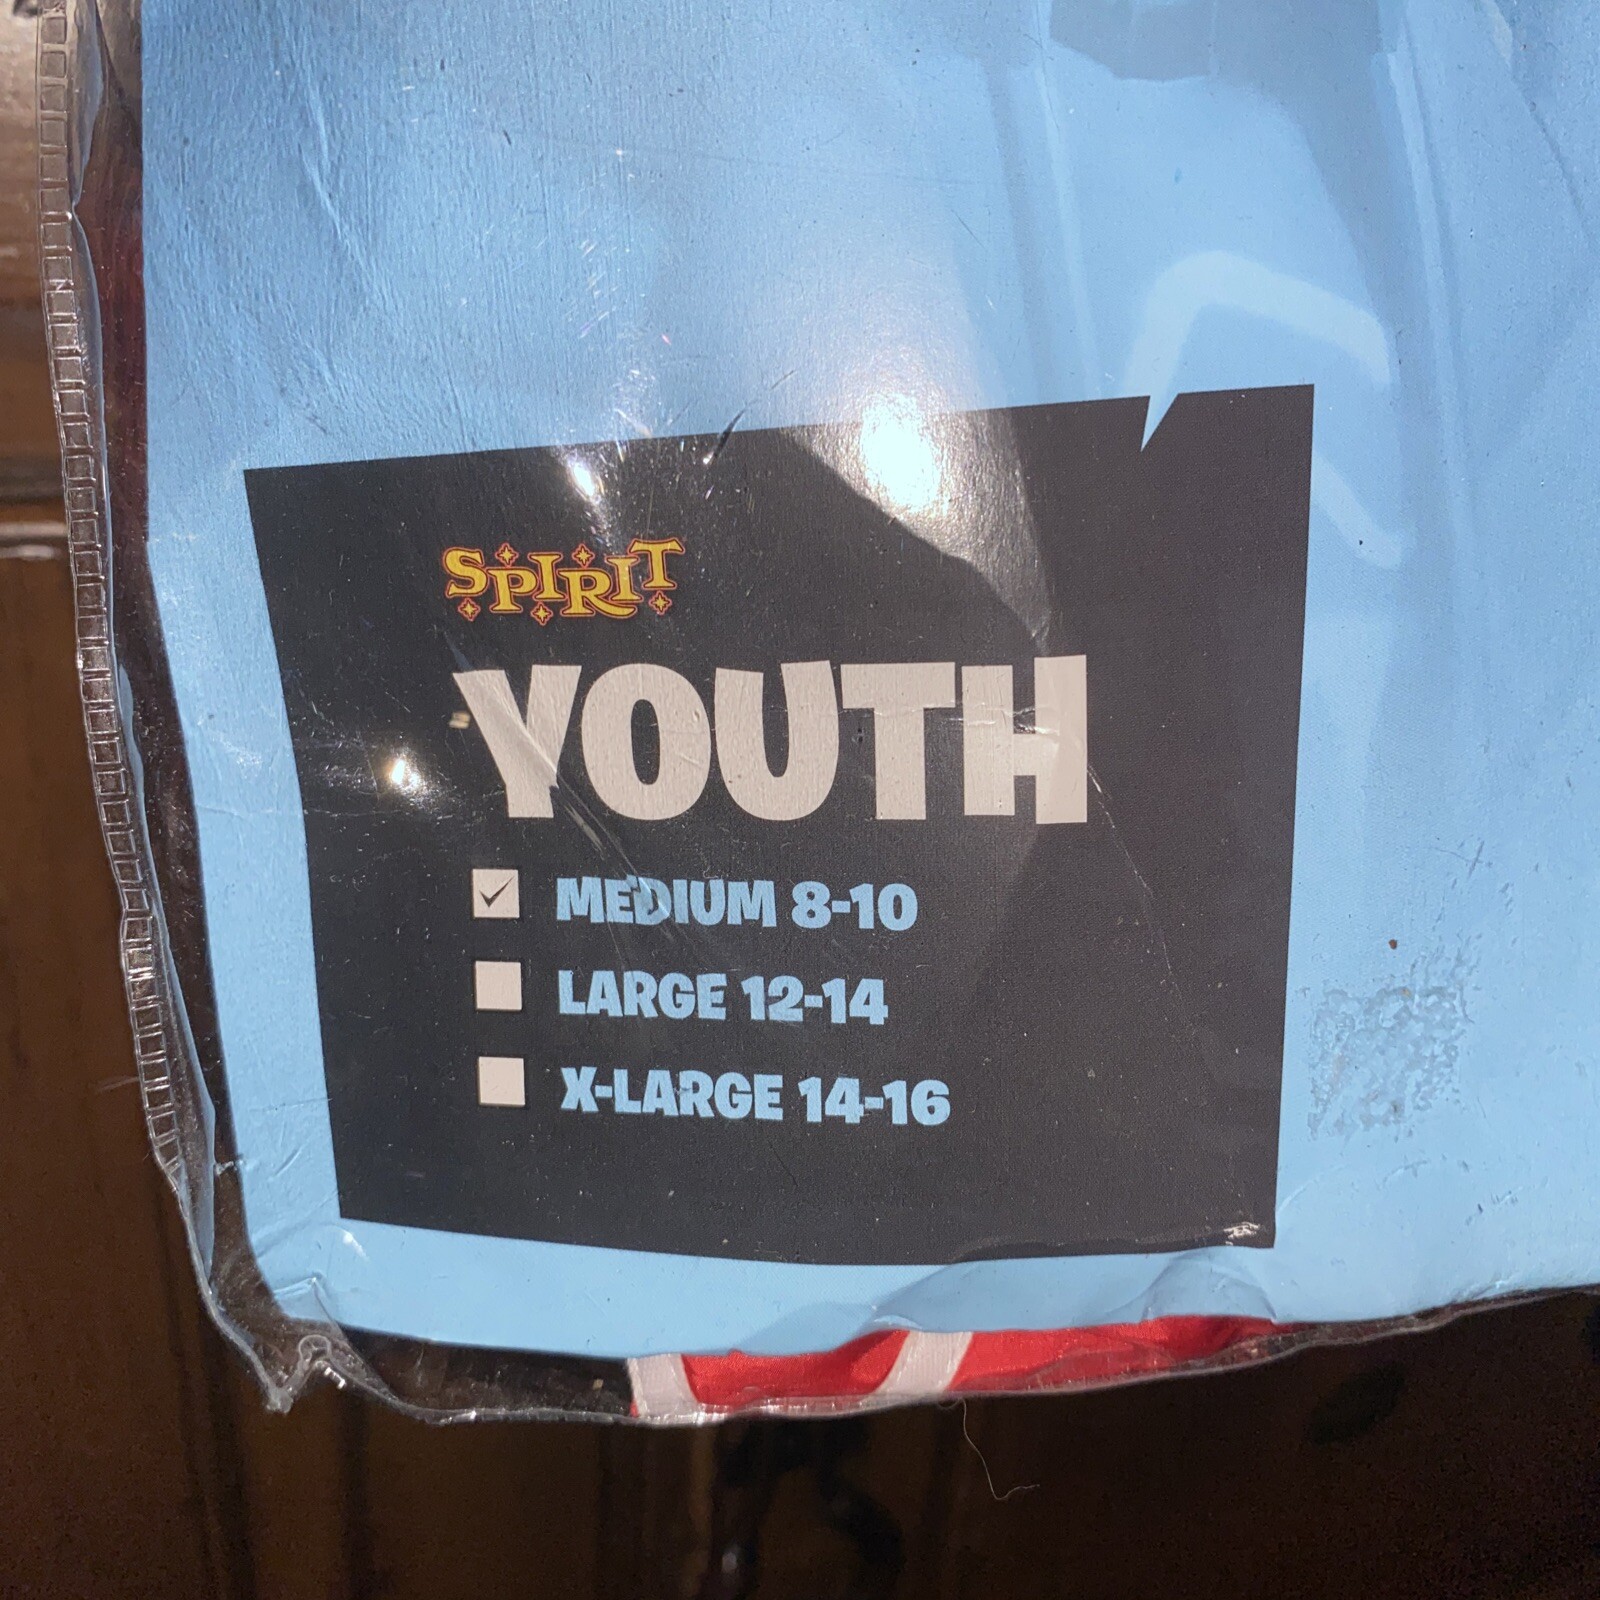 SPIRIT
YOUTH
MEDIUM 8-10
LARGE 12-14
X-LARGE 14-16